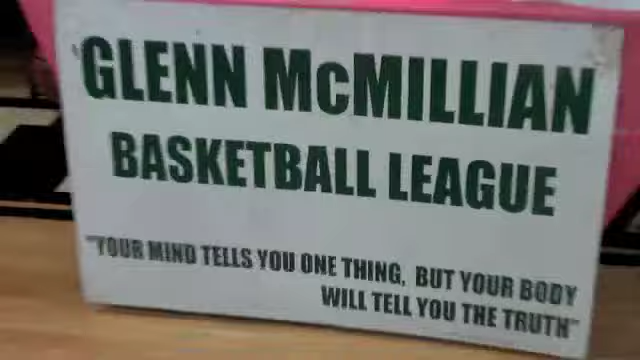 GLENN McMILLIAN
BASKETBALL LEAGUE
"YOUR MIND TELLS YOU ONE THING, BUT YOUR BODY
WILL TELL YOU THE TRUTH"